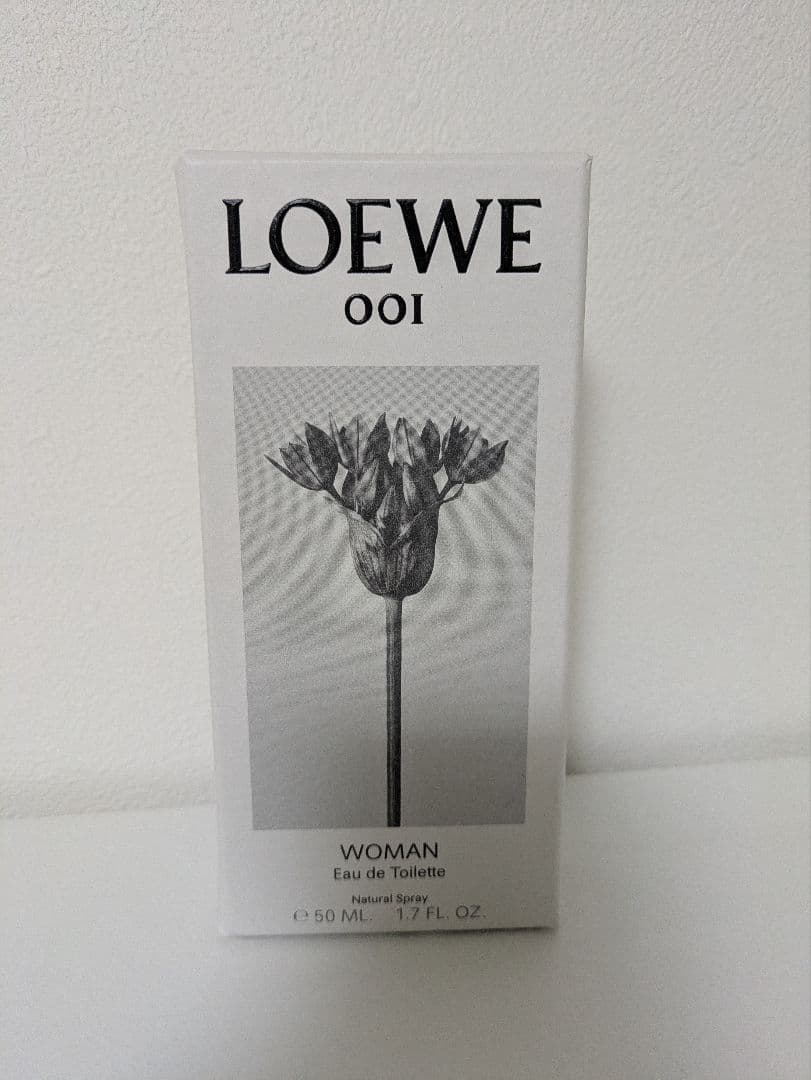 LOEWE
001
WOMAN
Eau de Toilette
Natural Spray
℮ 50 ML. 1.7 FL. OZ.